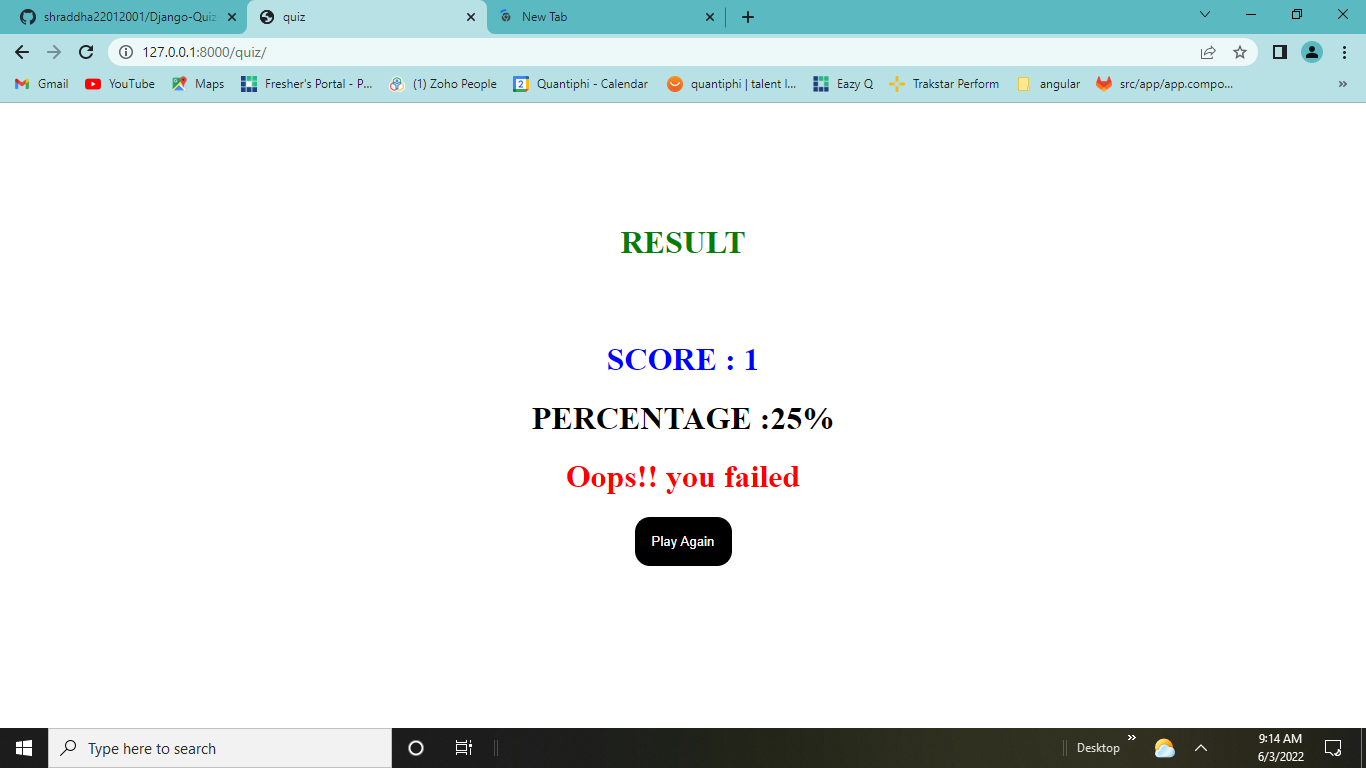 shraddha22012001/Django-Quiz
quiz
New Tab
127.0.0.1:8000/quiz/
Gmail
YouTube
Maps
Fresher's Portal - P...
(1) Zoho People
2
Quantiphi - Calendar
quantiphi | talent l...
Eazy Q
Trakstar Perform
angular
src/app/app.compo...
RESULT
SCORE : 1
PERCENTAGE :25%
Oops!! you failed
Play Again
Type here to search
Desktop
9:14 AM
6/3/2022